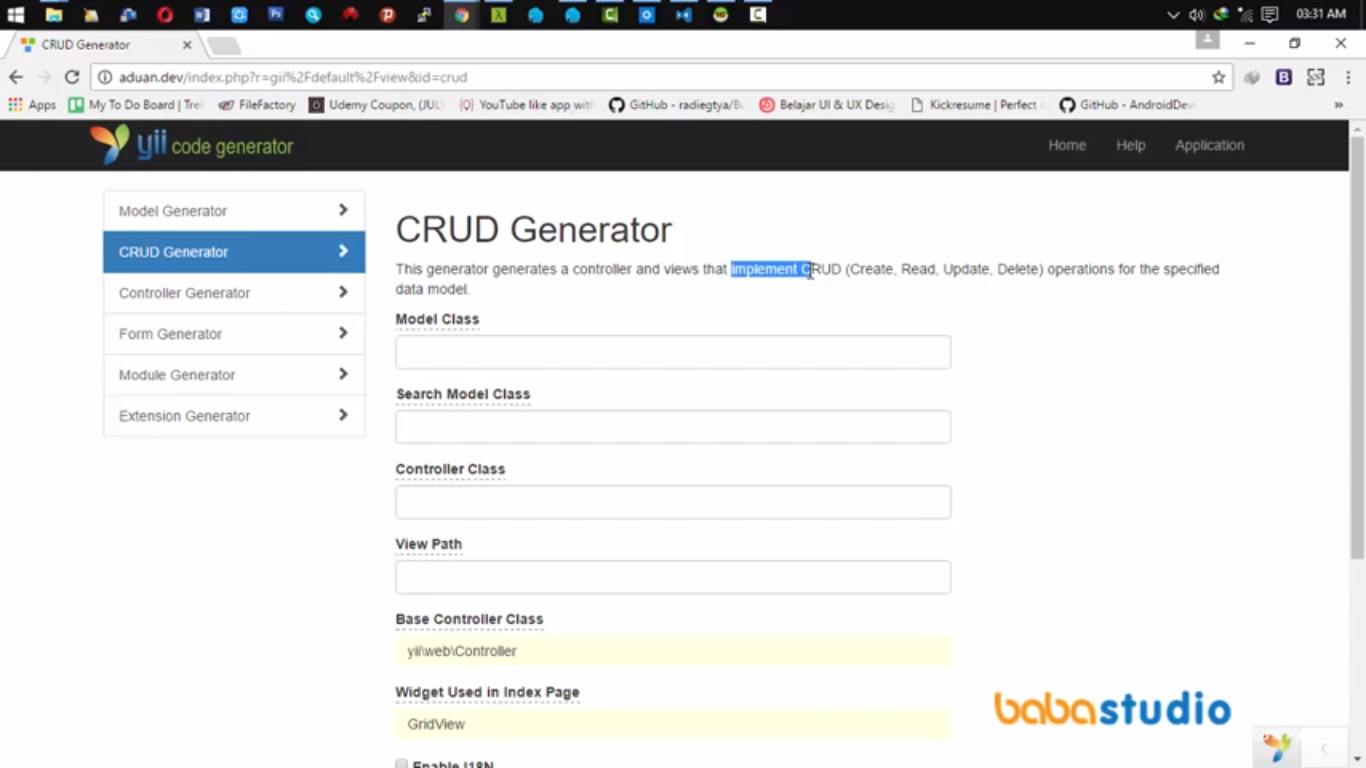 03:31 AM
CRUD Generator
aduan.dev/index.php?r=gii%2Fdefault%2Fview&id=crud
Apps My To Do Board | Trel FileFactory Udemy Coupon, (JUL YouTube like app with GitHub - radiegtya/Bu Belajar UI & UX Desig Kickresume | Perfect GitHub - AndroidDev »
yii code generator Home Help Application
Model Generator
CRUD Generator
Controller Generator
Form Generator
Module Generator
Extension Generator
CRUD Generator
This generator generates a controller and views that implement CRUD (Create, Read, Update, Delete) operations for the specified
data model.
Model Class
Search Model Class
Controller Class
View Path
Base Controller Class
yii\web\Controller
Widget Used in Index Page
GridView
Enable I18N
babastudio